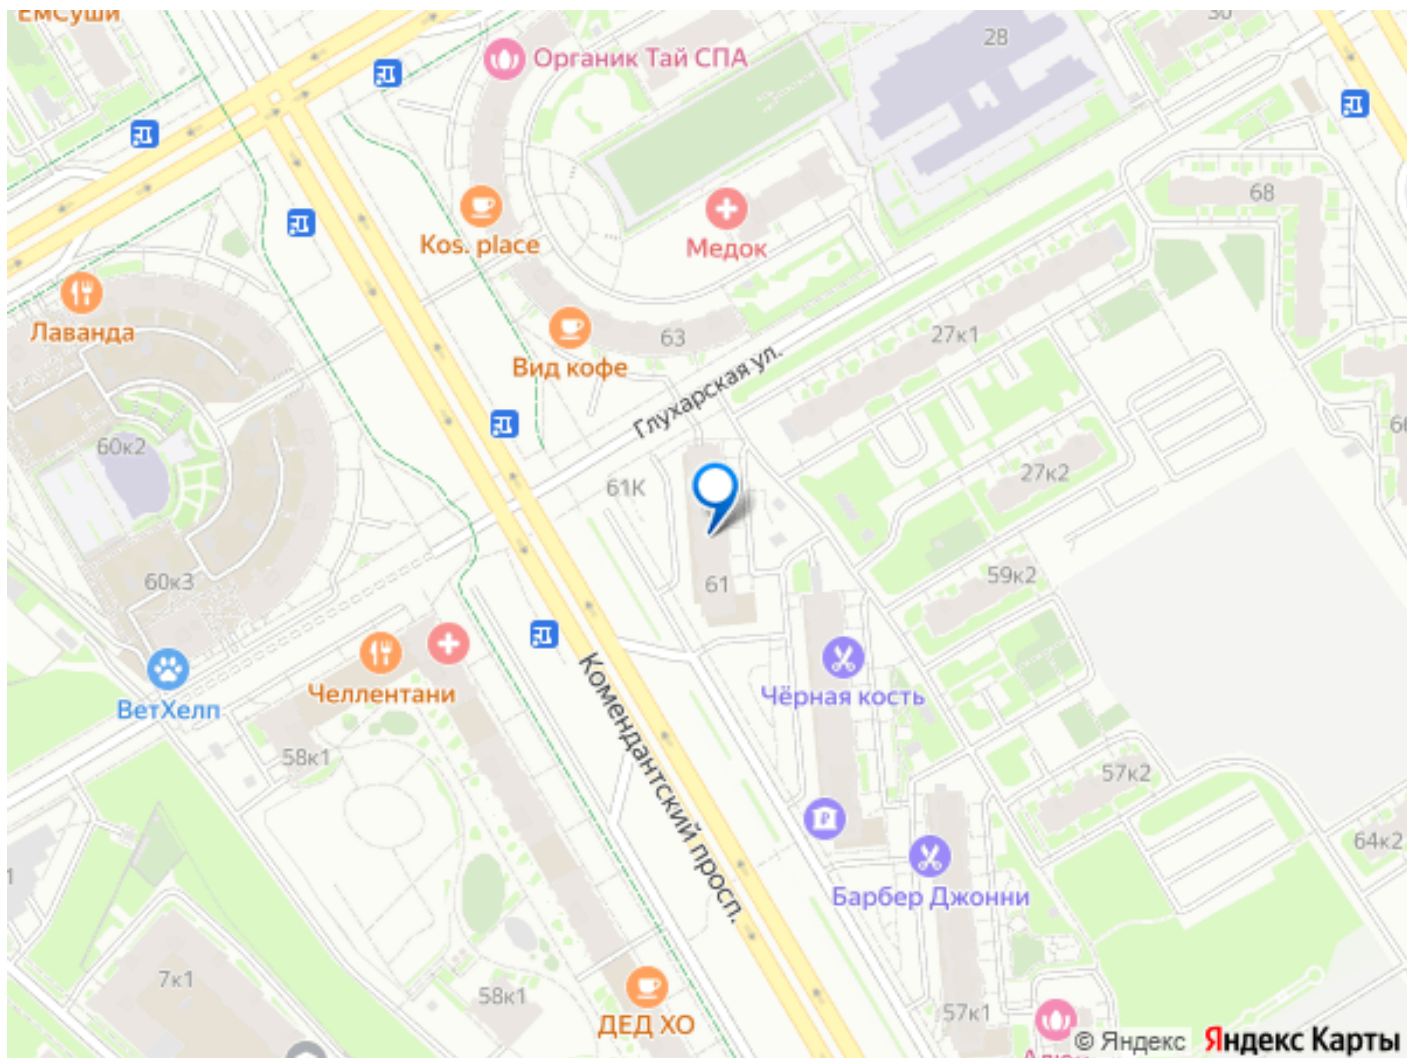 ЕмСуши
Органик Тай СПА
28
68
Kos. place
Медок
Лаванда
63
27к1
Вид кофе
Глухарская ул.
60к2
61К
27к2
60к3
61
59к2
Челлентани
Чёрная кость
ВетХелп
58к1
Комендантский просп.
57к2
64к2
Барбер Джонни
7к1
58к1
57к1
ДЕД ХО
© Яндекс Яндекс Карты